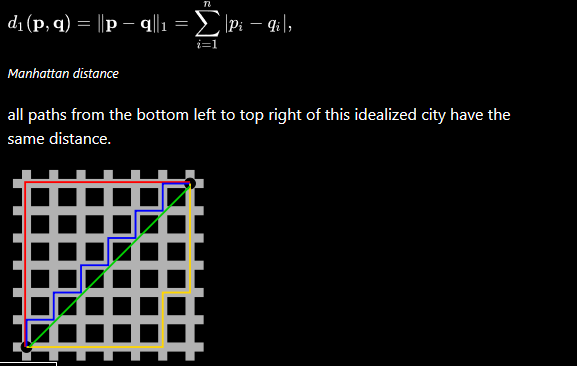 d₁(p, q) = ‖p − q‖₁ = ∑ⁿᵢ₌₁ |pᵢ − qᵢ|,
Manhattan distance
all paths from the bottom left to top right of this idealized city have the
same distance.